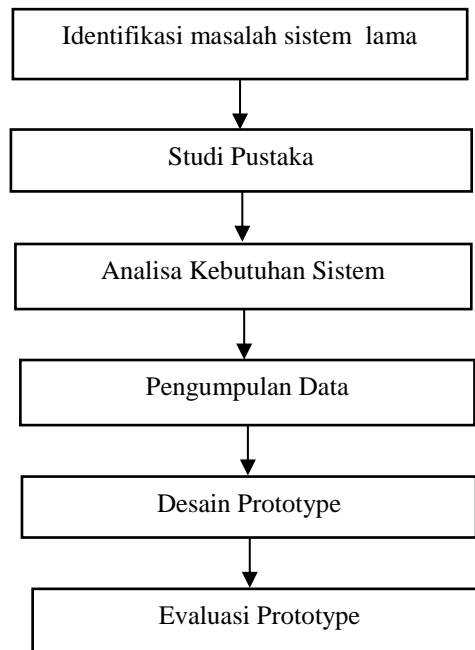 Identifikasi masalah sistem lama
Studi Pustaka
Analisa Kebutuhan Sistem
Pengumpulan Data
Desain Prototype
Evaluasi Prototype